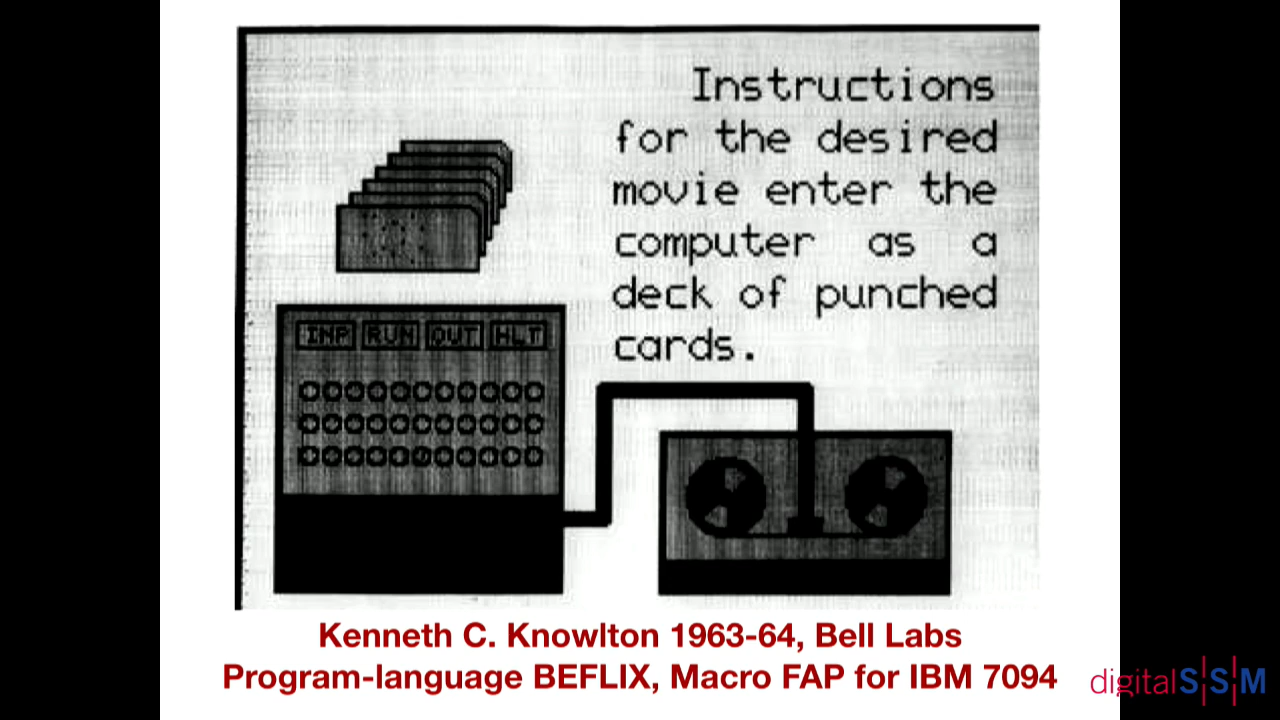 Instructions
for the desired
movie enter the
computer as a
deck of punched
cards.
INP RUN OUT HLT
Kenneth C. Knowlton 1963-64, Bell Labs
Program-language BEFLIX, Macro FAP for IBM 7094
digitalS|S|M